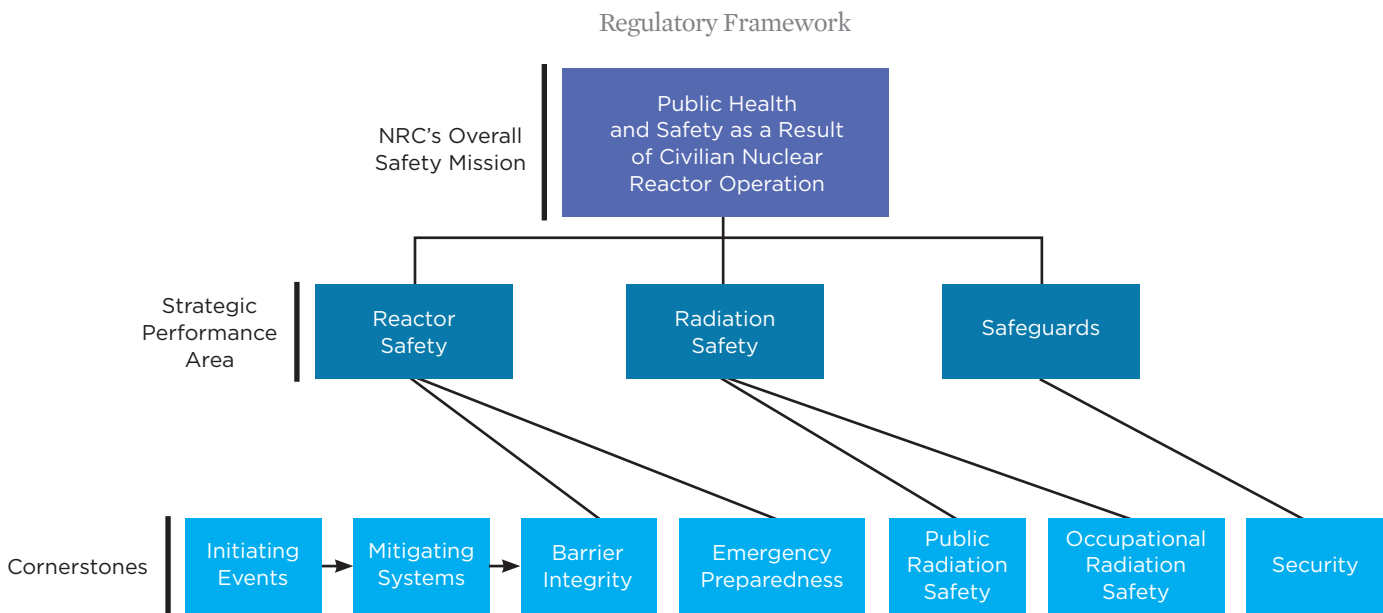 Regulatory Framework
NRC's Overall
Safety Mission
Public Health
and Safety as a Result
of Civilian Nuclear
Reactor Operation
Strategic
Performance
Area
Reactor
Safety
Radiation
Safety
Safeguards
Cornerstones
Initiating
Events
Mitigating
Systems
Barrier
Integrity
Emergency
Preparedness
Public
Radiation
Safety
Occupational
Radiation
Safety
Security